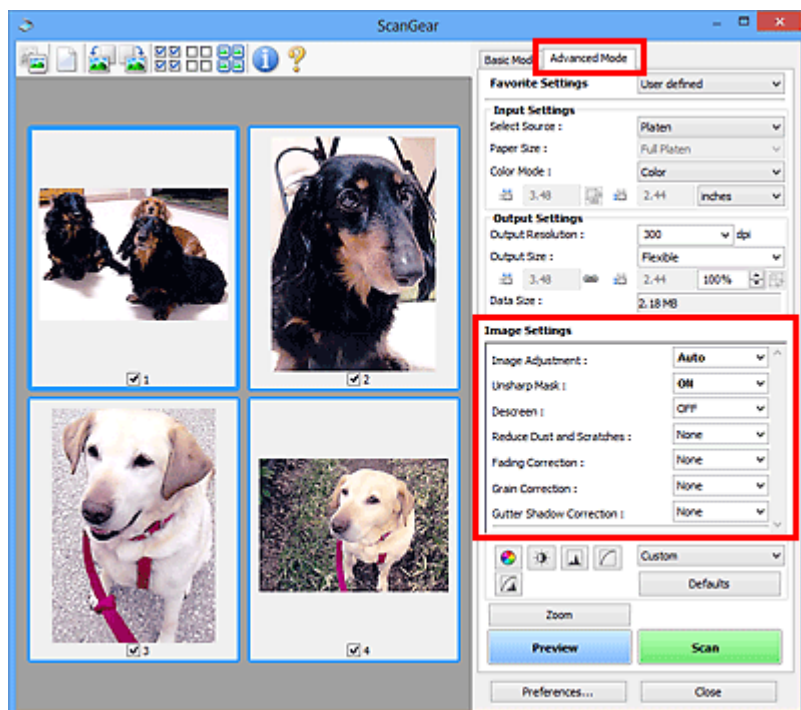 ScanGear
Basic Mode Advanced Mode
Favorite Settings User defined
Input Settings
Select Source : Platen
Paper Size : Full Platen
Color Mode : Color
3.48 2.44 inches
Output Settings
Output Resolution : 300 dpi
Output Size : Flexible
3.48 2.44 100%
Data Size : 2.18 MB
Image Settings
Image Adjustment : Auto
Unsharp Mask : ON
Descreen : OFF
Reduce Dust and Scratches : None
Fading Correction : None
Grain Correction : None
Gutter Shadow Correction : None
Custom
Defaults
Zoom
Preview Scan
Preferences... Close
1 2
3 4